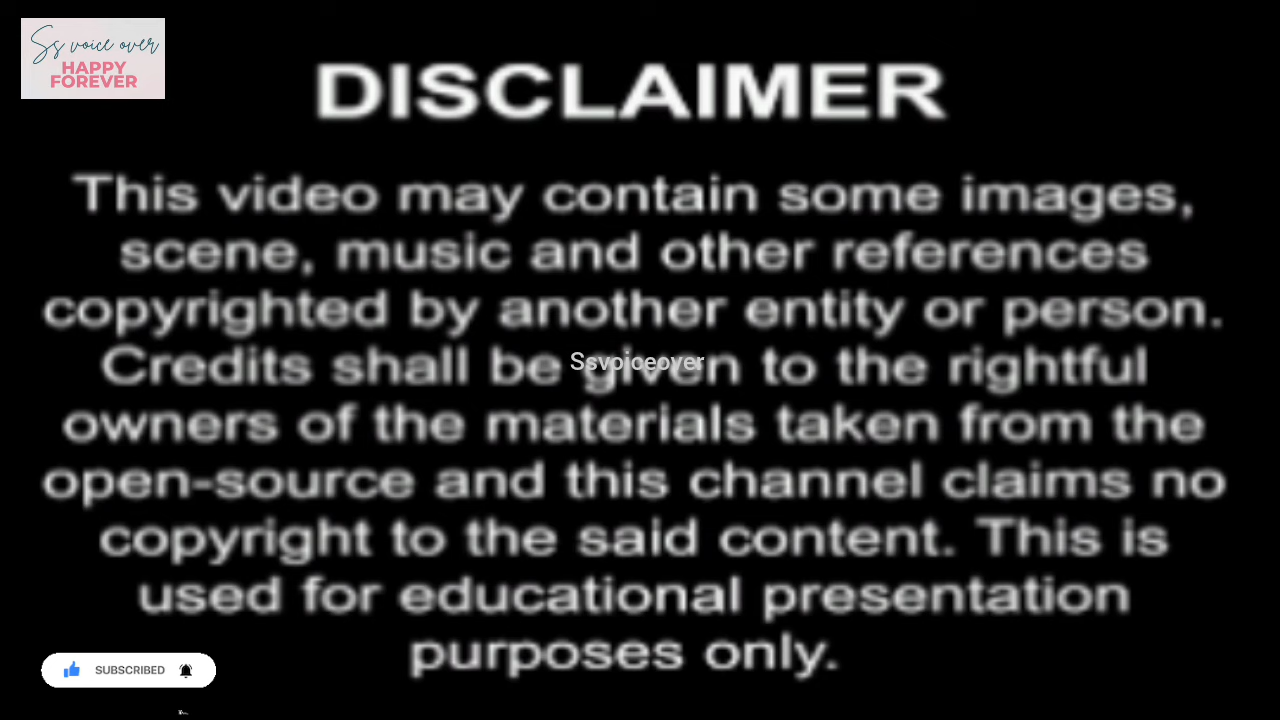 Ss voice over
HAPPY
FOREVER
DISCLAIMER
This video may contain some images,
scene, music and other references
copyrighted by another entity or person.
Credits shall be given to the rightful
Ssvoiceover
owners of the materials taken from the
open-source and this channel claims no
copyright to the said content. This is
used for educational presentation
purposes only.
SUBSCRIBED